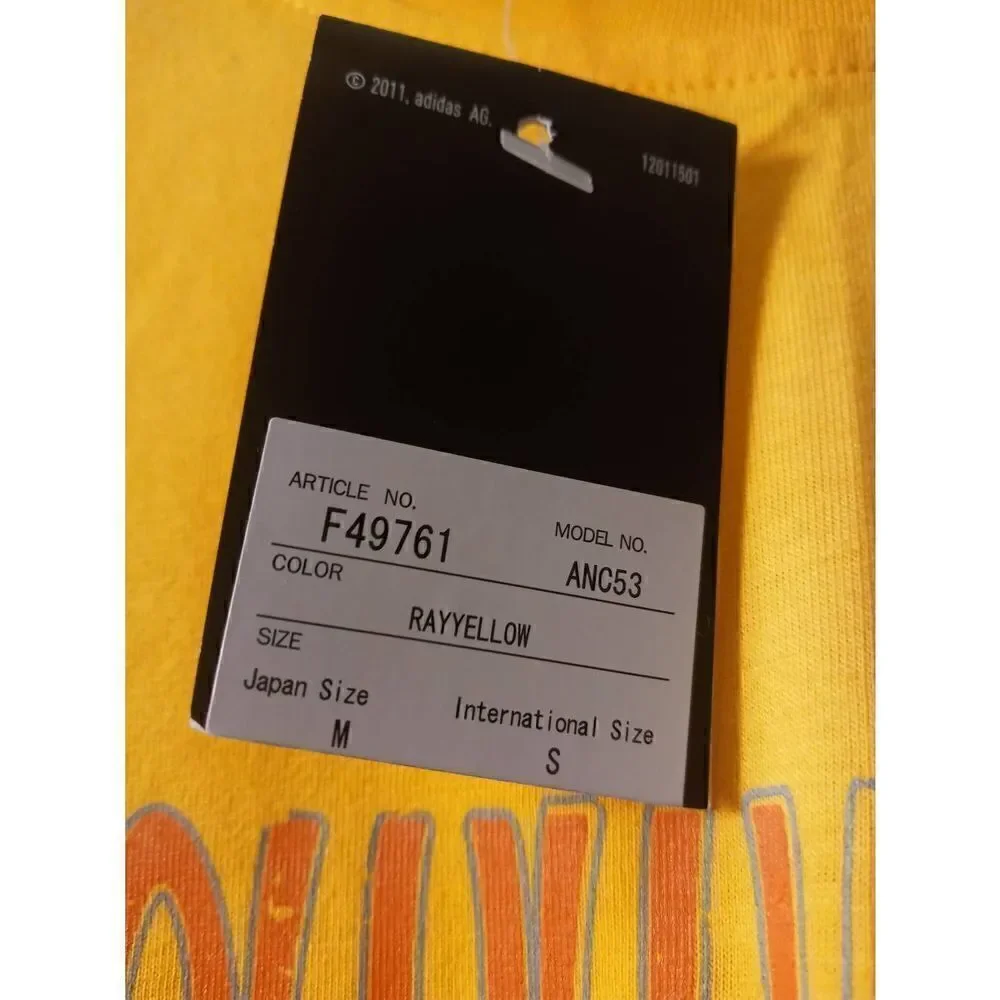 © 2011, adidas AG.
12011501
ARTICLE NO.
F49761
MODEL NO.
ANC53
COLOR
RAYYELLOW
SIZE
Japan Size
M
International Size
S